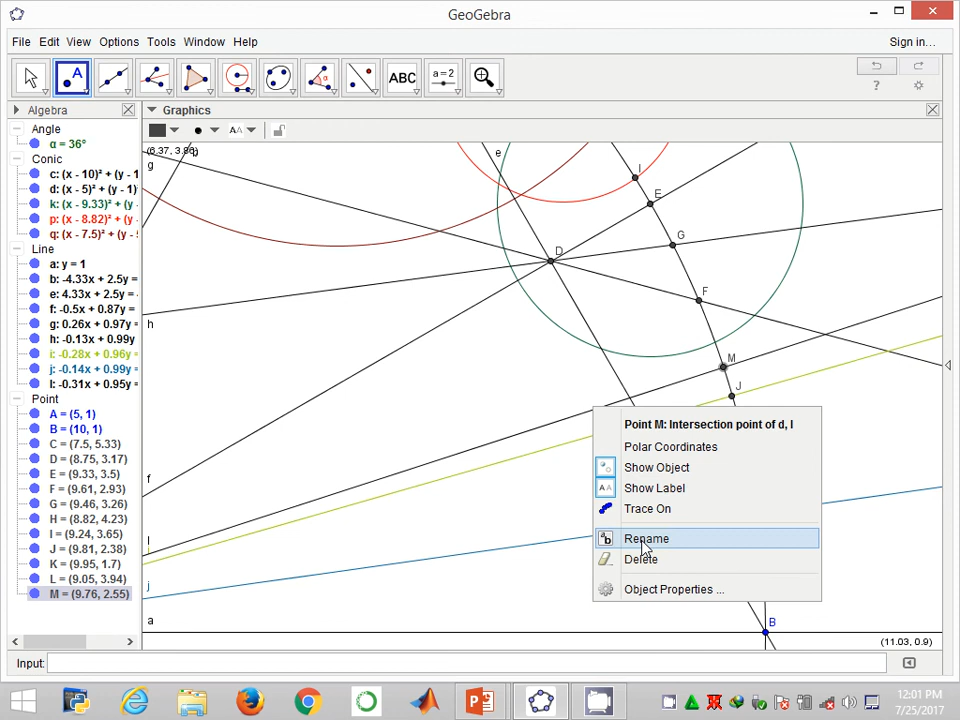 GeoGebra
File Edit View Options Tools Window Help
Sign in...
A
ABC
a=2
Algebra
Graphics
AA
Angle
α = 36°
Conic
c: (x - 10)² + (y - 1
d: (x - 5)² + (y - 1)
k: (x - 9.33)² + (y -
p: (x - 8.82)² + (y -
q: (x - 7.5)² + (y -
Line
a: y = 1
b: -4.33x + 2.5y =
e: 4.33x + 2.5y =
f: -0.5x + 0.87y =
g: 0.26x + 0.97y =
h: -0.13x + 0.99y
i: -0.28x + 0.96y =
j: -0.14x + 0.99y =
l: -0.31x + 0.95y =
Point
A = (5, 1)
B = (10, 1)
C = (7.5, 5.33)
D = (8.75, 3.17)
E = (9.33, 3.5)
F = (9.61, 2.93)
G = (9.46, 3.26)
H = (8.82, 4.23)
I = (9.24, 3.65)
J = (9.81, 2.38)
K = (9.95, 1.7)
L = (9.05, 3.94)
M = (9.76, 2.55)
(6.37, 3.86)
b
e
g
I
E
G
D
F
h
M
J
f
l
j
a
B
(11.03, 0.9)
Point M: Intersection point of d, l
Polar Coordinates
Show Object
AA Show Label
Trace On
ab Rename
Delete
Object Properties ...
Input:
12:01 PM
7/25/2017